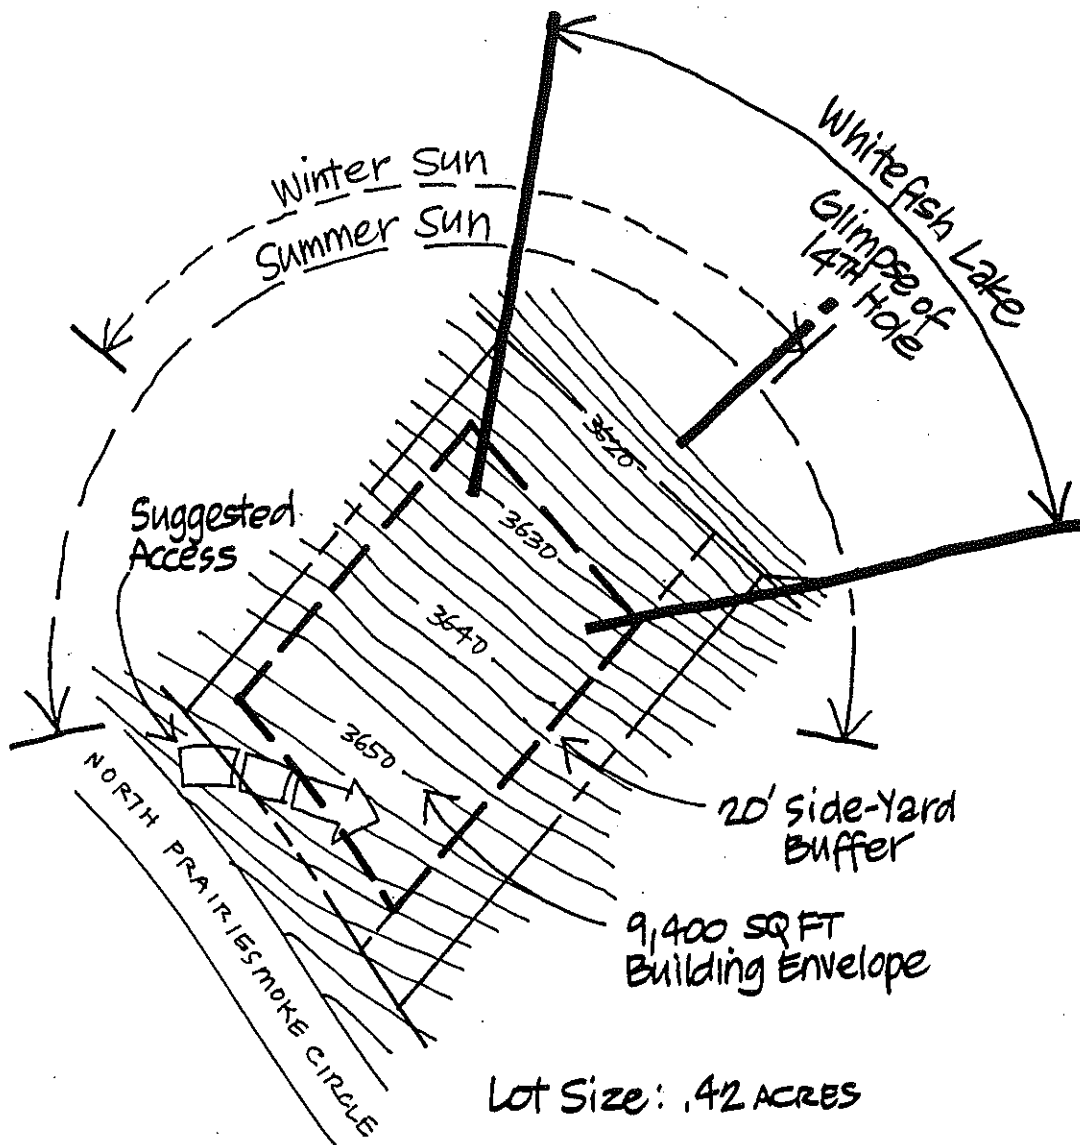 Winter Sun
Summer Sun
Whitefish Lake
Glimpse of
14TH Hole
3620
3630
3640
3650
Suggested
Access
NORTH PRAIRIESMOKE CIRCLE
20' Side-Yard
Buffer
9,400 SQ FT
Building Envelope
Lot Size: .42 ACRES